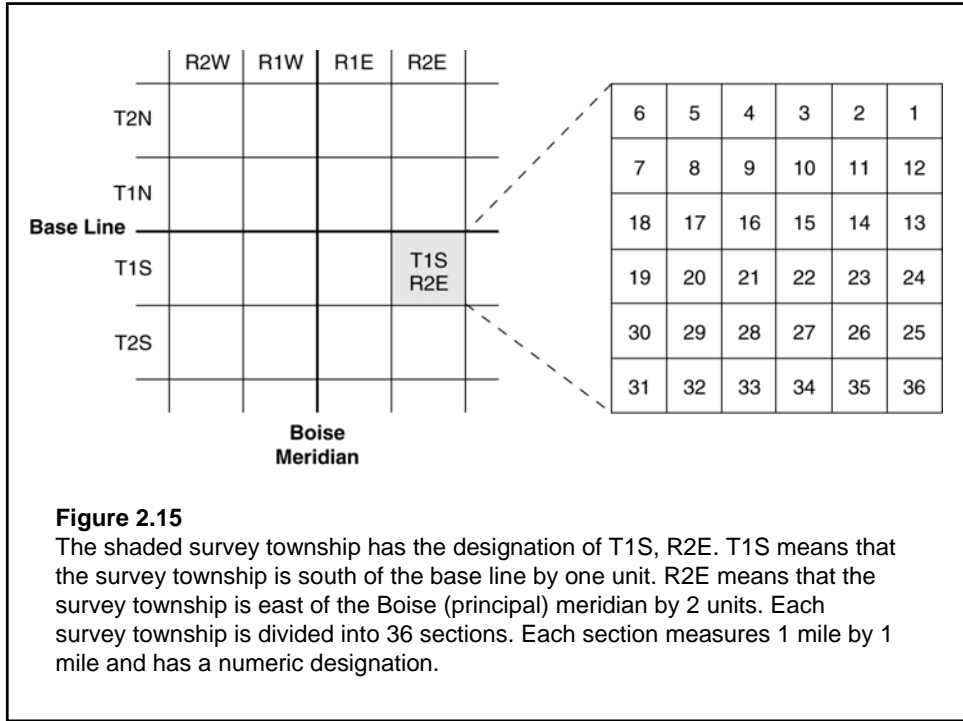 R2W R1W R1E R2E
T2N
T1N
Base Line
T1S
T1S
R2E
T2S
Boise
Meridian
6 5 4 3 2 1
7 8 9 10 11 12
18 17 16 15 14 13
19 20 21 22 23 24
30 29 28 27 26 25
31 32 33 34 35 36
Figure 2.15
The shaded survey township has the designation of T1S, R2E. T1S means that
the survey township is south of the base line by one unit. R2E means that the
survey township is east of the Boise (principal) meridian by 2 units. Each
survey township is divided into 36 sections. Each section measures 1 mile by 1
mile and has a numeric designation.